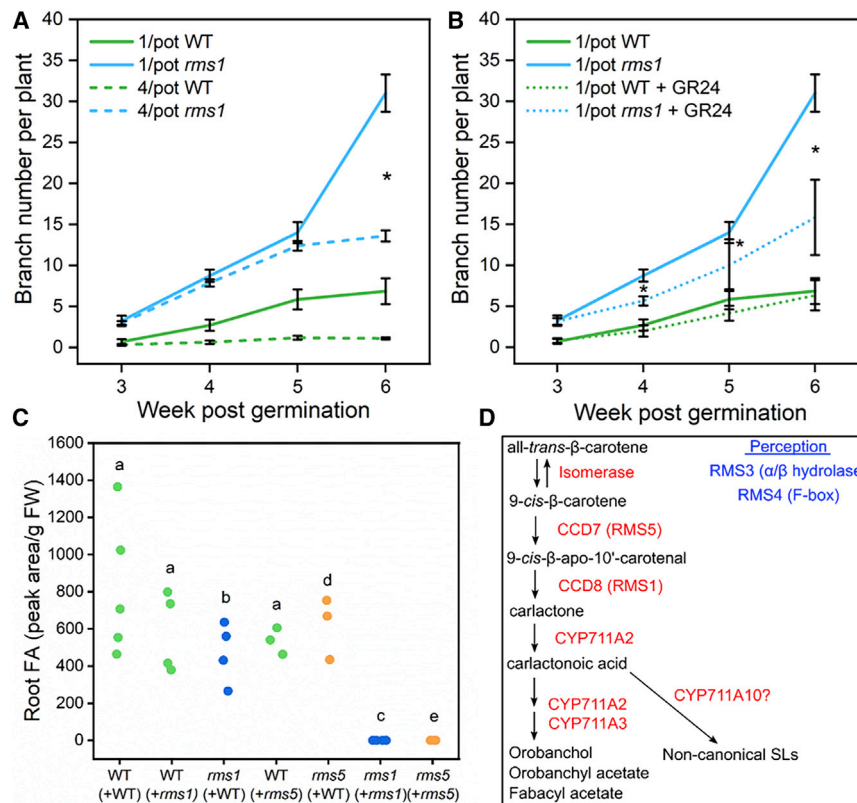 A
40
35
30
25
20
15
10
5
0
Branch number per plant
1/pot WT
1/pot rms1
4/pot WT
4/pot rms1
*
3 4 5 6
Week post germination
B
40
35
30
25
20
15
10
5
0
Branch number per plant
1/pot WT
1/pot rms1
1/pot WT + GR24
1/pot rms1 + GR24
*
*
*
3 4 5 6
Week post germination
C
1600
1400
1200
1000
800
600
400
200
0
Root FA (peak area/g FW)
a
a
b
a
d
c
e
WT WT rms1 WT rms5 rms1 rms5
(+WT) (+rms1) (+WT) (+rms5) (+WT) (+rms1) (+rms5)
D
all-trans-β-carotene
Isomerase
9-cis-β-carotene
CCD7 (RMS5)
9-cis-β-apo-10'-carotenal
CCD8 (RMS1)
carlactone
CYP711A2
carlactonoic acid
CYP711A2
CYP711A3
CYP711A10?
Orobanchol
Orobanchyl acetate
Fabacyl acetate
Non-canonical SLs
Perception
RMS3 (α/β hydrolase
RMS4 (F-box)